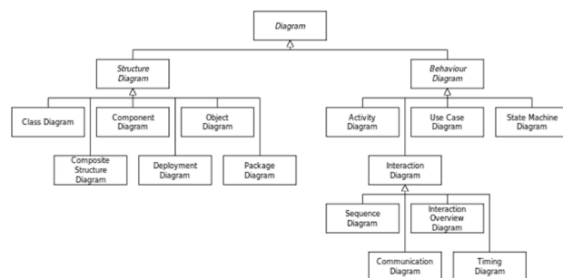 Diagram
Structure
Diagram
Behaviour
Diagram
Class Diagram
Component
Diagram
Object
Diagram
Activity
Diagram
Use Case
Diagram
State Machine
Diagram
Composite
Structure
Diagram
Deployment
Diagram
Package
Diagram
Interaction
Diagram
Sequence
Diagram
Interaction
Overview
Diagram
Communication
Diagram
Timing
Diagram